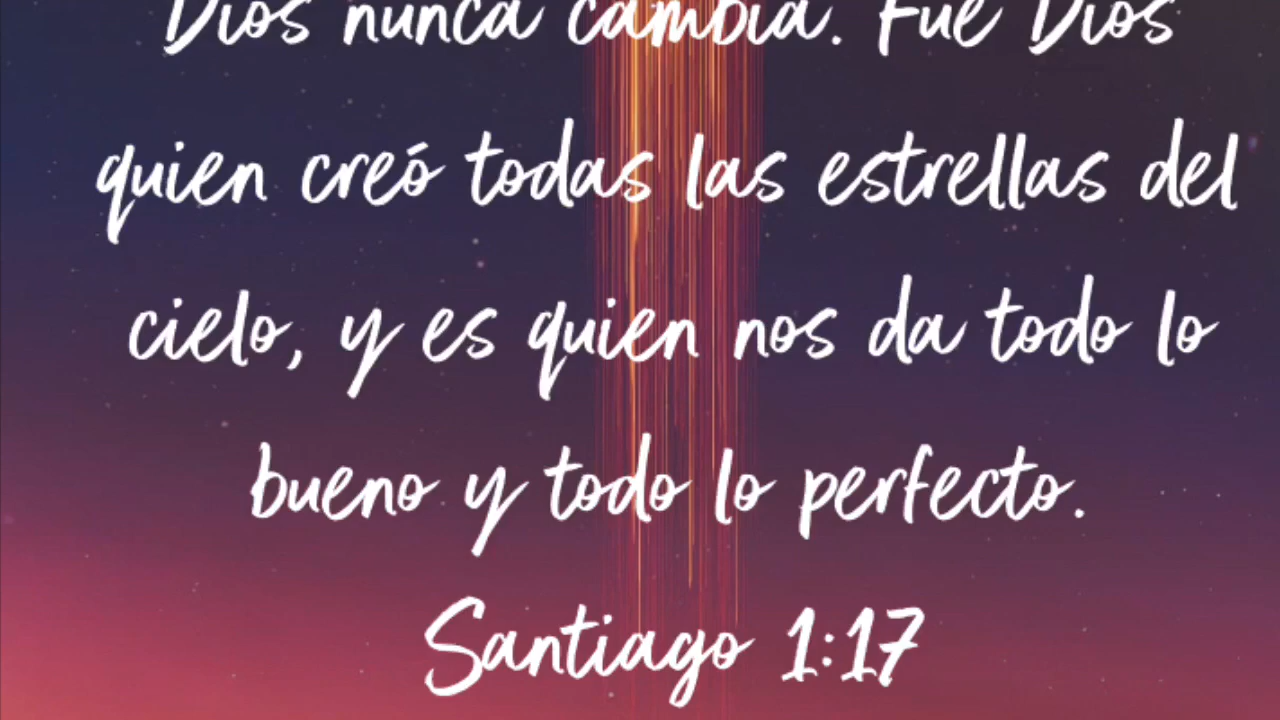 Dios nunca cambia. Fue Dios
quien creó todas las estrellas del
cielo, y es quien nos da todo lo
bueno y todo lo perfecto.
Santiago 1:17